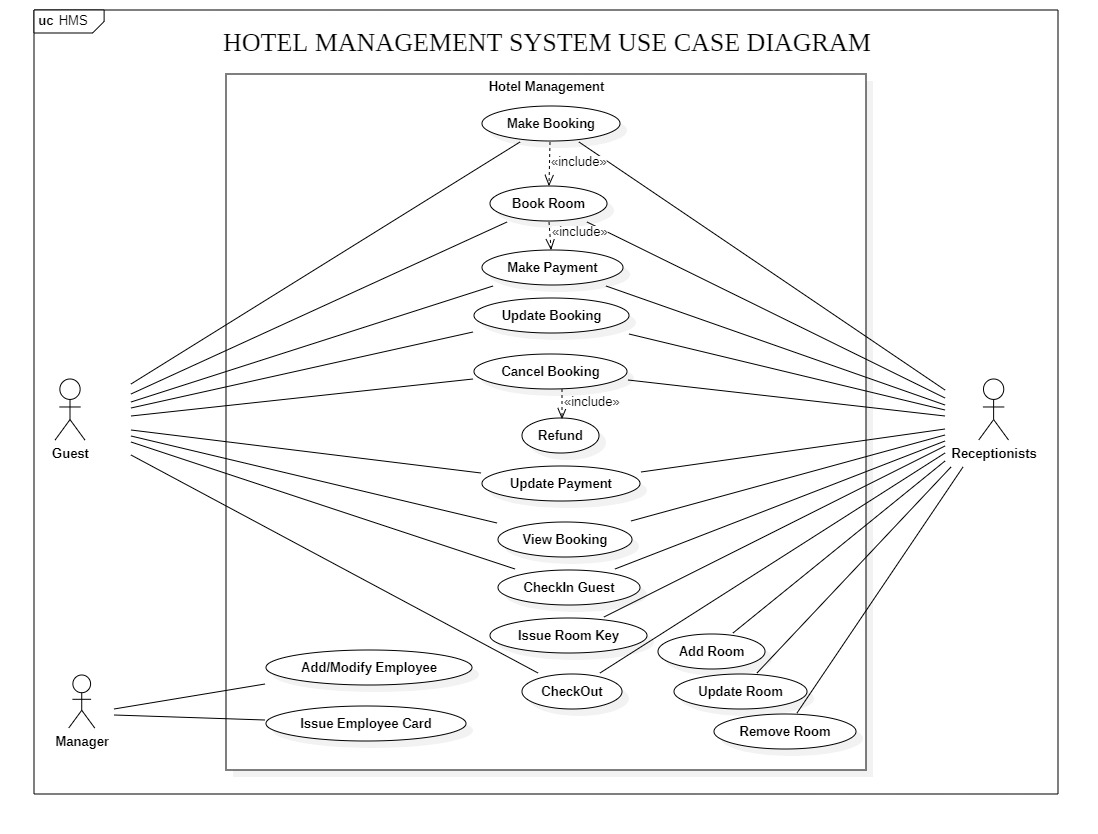 uc HMS
HOTEL MANAGEMENT SYSTEM USE CASE DIAGRAM
Hotel Management
Make Booking
«include»
Book Room
«include»
Make Payment
Update Booking
Cancel Booking
«include»
Refund
Guest
Receptionists
Update Payment
View Booking
CheckIn Guest
Issue Room Key
Add Room
Add/Modify Employee
CheckOut
Update Room
Issue Employee Card
Remove Room
Manager